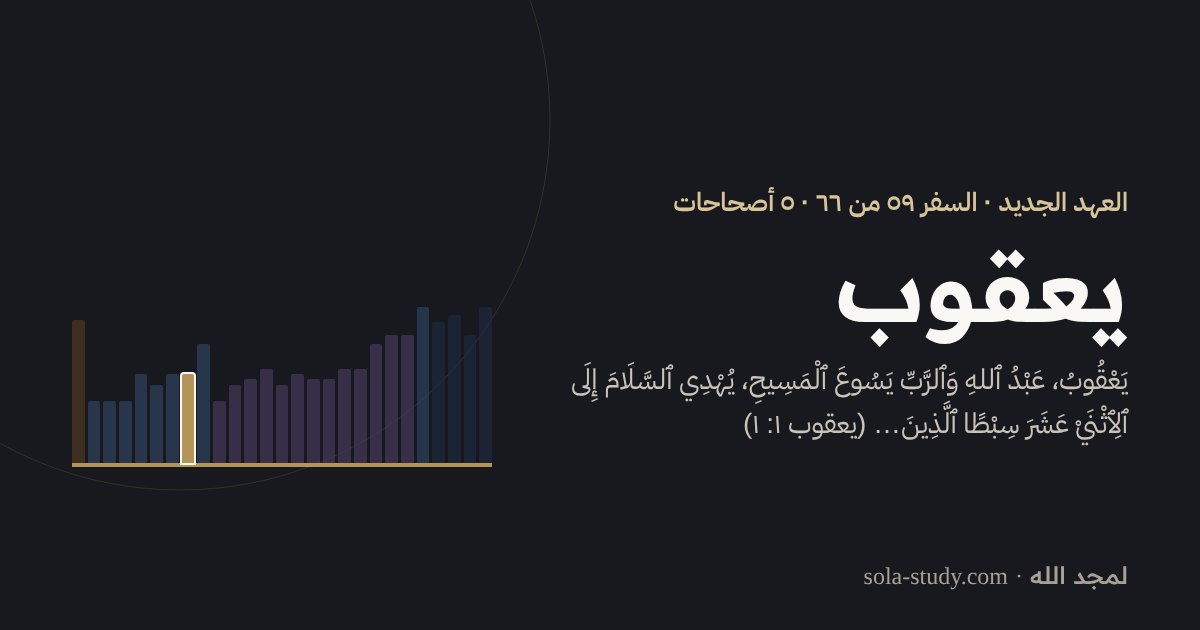 العهد الجديد · السفر ٥٩ من ٦٦ · ٥ أصحاحات
يعقوب
يَعْقُوبُ، عَبْدُ ٱللهِ وَٱلرَّبِّ يَسُوعَ ٱلْمَسِيحِ، يُهْدِي ٱلسَّلَامَ إِلَى
ٱلِٱثْنَيْ عَشَرَ سِبْطًا ٱلَّذِينَ… (يعقوب ١: ١)
لمجد الله · sola-study.com